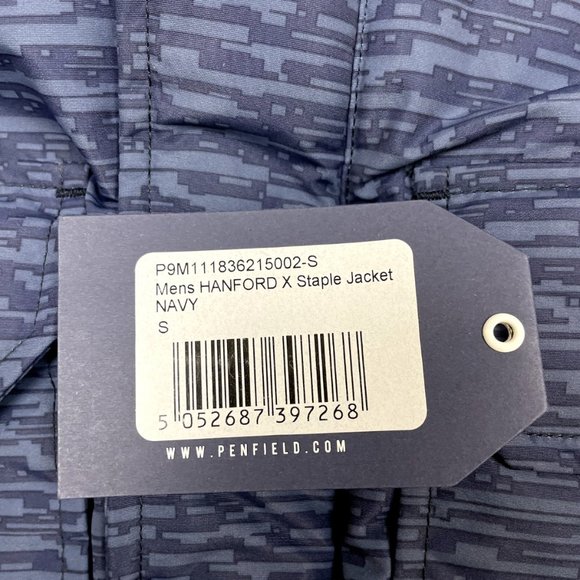 P9M111836215002-S
Mens HANFORD X Staple Jacket
NAVY
S
5 052687 397268
WWW.PENFIELD.COM